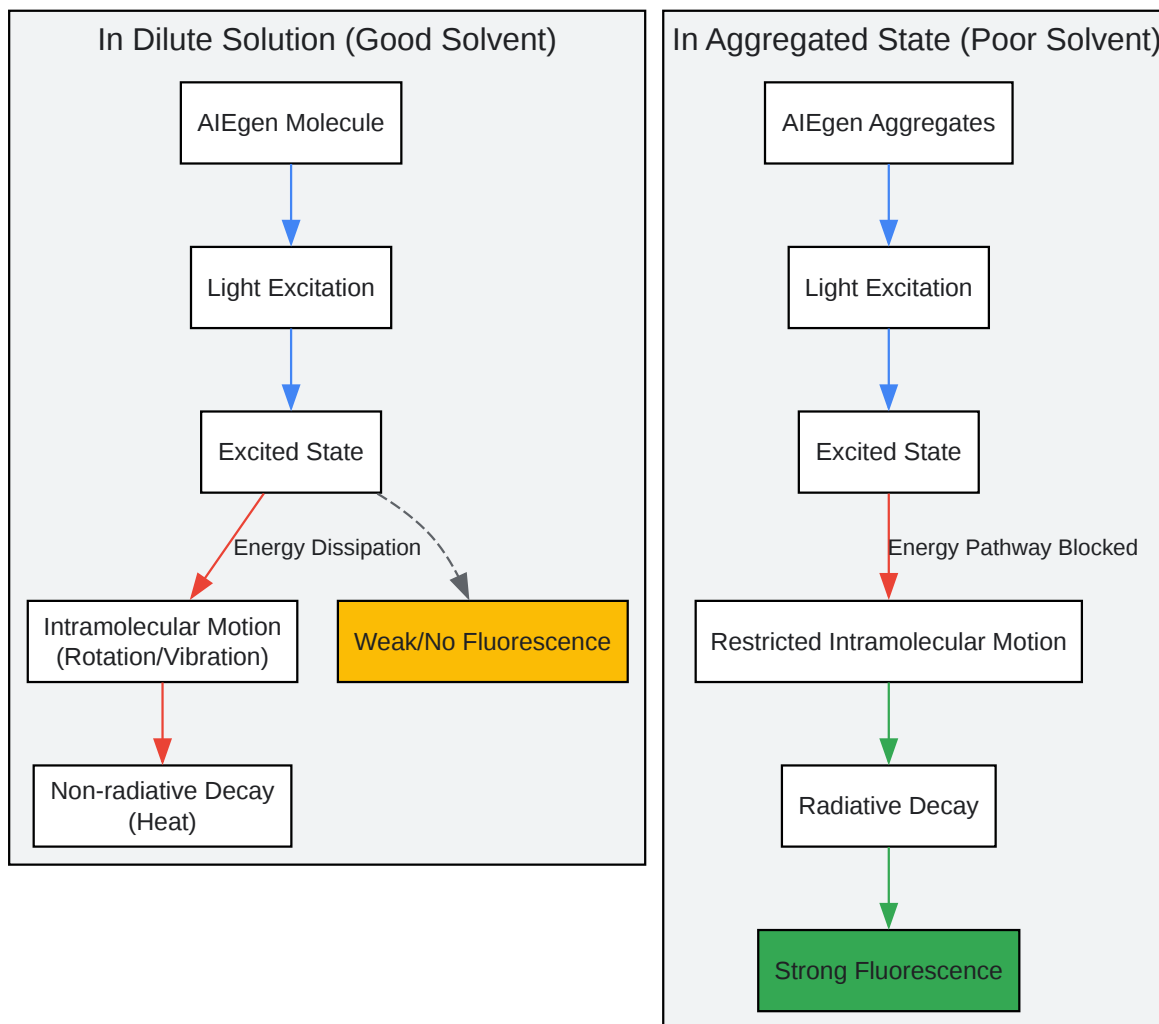 In Dilute Solution (Good Solvent)
AIEgen Molecule
Light Excitation
Excited State
Energy Dissipation
Intramolecular Motion
(Rotation/Vibration)
Weak/No Fluorescence
Non-radiative Decay
(Heat)
In Aggregated State (Poor Solvent)
AIEgen Aggregates
Light Excitation
Excited State
Energy Pathway Blocked
Restricted Intramolecular Motion
Radiative Decay
Strong Fluorescence